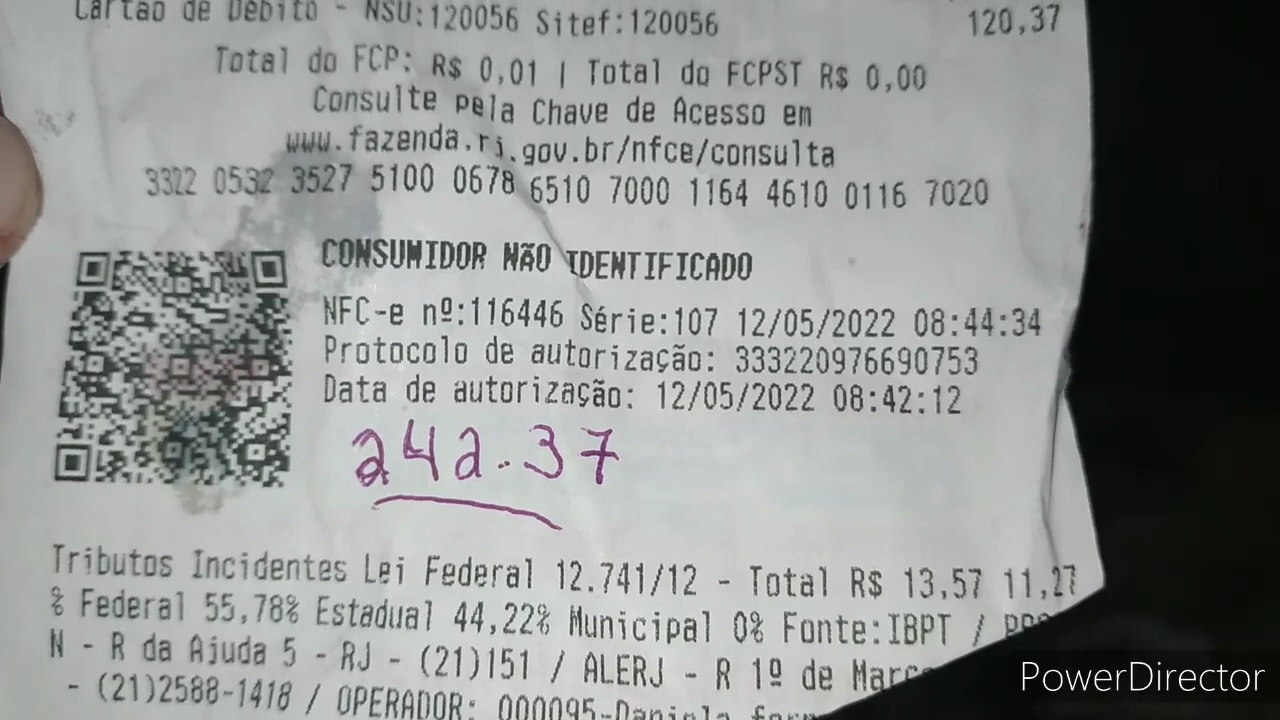 Cartao de Debito - NSU:120056 Sitef:120056 120,37
Total do FCP: R$ 0,01 | Total do FCPST R$ 0,00
Consulte pela Chave de Acesso em
www.fazenda.rj.gov.br/nfce/consulta
3322 0532 3527 5100 0678 6510 7000 1164 4610 0116 7020
CONSUMIDOR NÃO IDENTIFICADO
NFC-e nº:116446 Série:107 12/05/2022 08:44:34
Protocolo de autorização: 333220976690753
Data de autorização: 12/05/2022 08:42:12
242.37
Tributos Incidentes Lei Federal 12.741/12 - Total R$ 13,57 11,27
% Federal 55,78% Estadual 44,22% Municipal 0% Fonte:IBPT /
N - R da Ajuda 5 - RJ - (21)151 / ALERJ - R 1º de
- (21)2588-1418 / OPERADOR: 000095-Daniela
PowerDirector